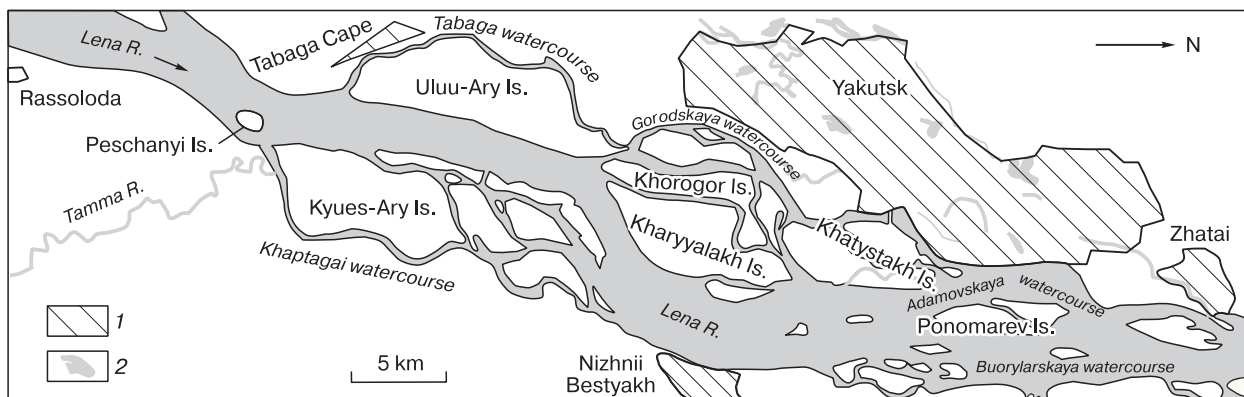 Lena R.
Rassoloda
Peschanyi Is.
Tamma R.
Tabaga Cape
Tabaga watercourse
Uluu-Ary Is.
Kyues-Ary Is.
Khaptagai watercourse
Gorodskaya watercourse
Khorogor Is.
Kharyyalakh Is.
Khatystakh Is.
Yakutsk
N
Zhatai
Adamovskaya watercourse
Ponomarev Is.
Lena R.
Buorylarskaya watercourse
Nizhnii
Bestyakh
1
2
5 km